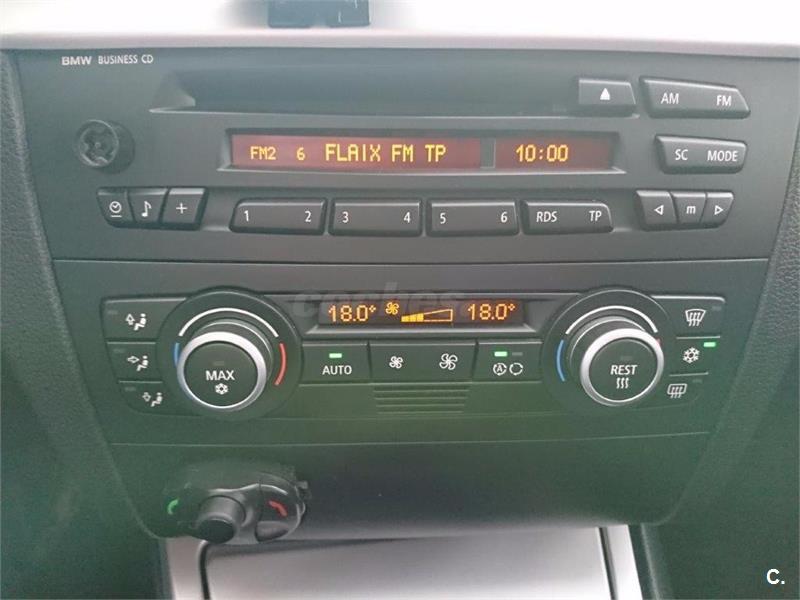 BMW BUSINESS CD
AM FM
FM2 6 FLAIX FM TP 10:00
SC MODE
1 2 3 4 5 6 RDS TP m
18.0° 18.0°
MAX AUTO A REST
coches
C.